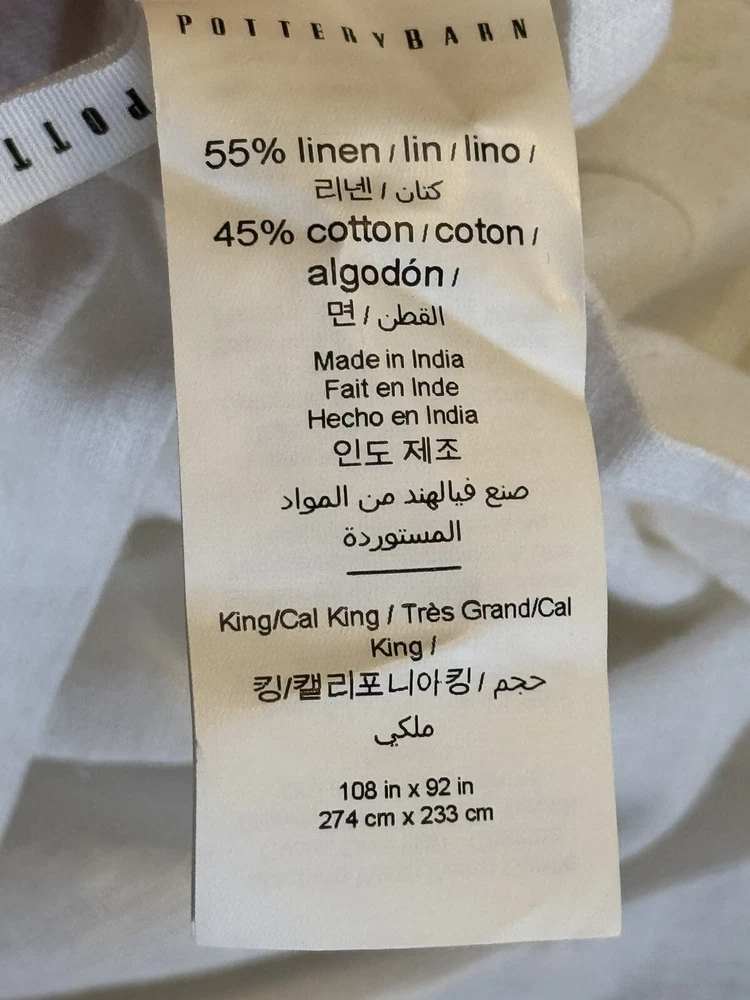 POTTERYBARN
POTT
55% linen / lin / lino /
리넨 / كتان
45% cotton / coton /
algodón /
면 / القطن
Made in India
Fait en Inde
Hecho en India
인도 제조
صنع فيالهند من المواد
المستوردة
King/Cal King / Très Grand/Cal
King /
킹/캘리포니아킹 / حجم
ملكي
108 in x 92 in
274 cm x 233 cm